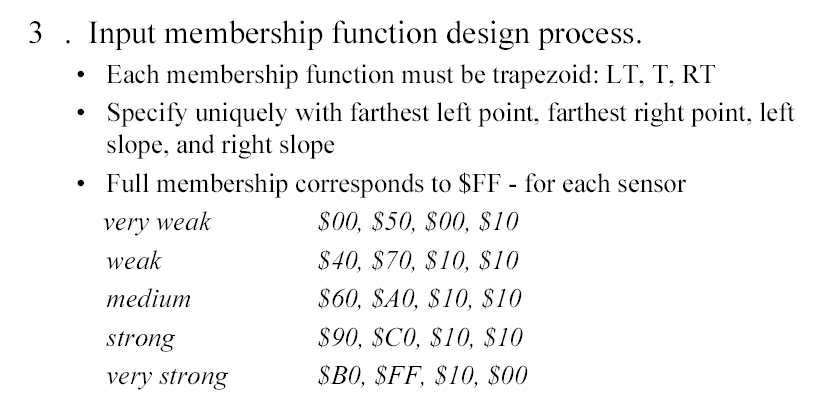 3 . Input membership function design process.
• Each membership function must be trapezoid: LT, T, RT
• Specify uniquely with farthest left point, farthest right point, left
slope, and right slope
• Full membership corresponds to $FF - for each sensor
very weak $00, $50, $00, $10
weak $40, $70, $10, $10
medium $60, $A0, $10, $10
strong $90, $C0, $10, $10
very strong $B0, $FF, $10, $00